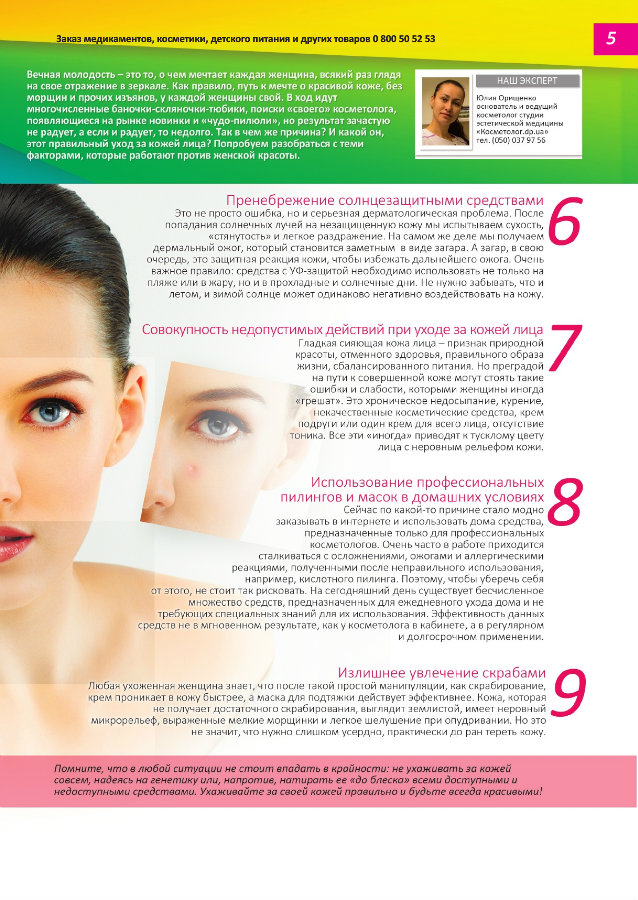 Заказ медикаментов, косметики, детского питания и других товаров 0 800 50 52 53
5
Вечная молодость – это то, о чем мечтает каждая женщина, всякий раз глядя
на свое отражение в зеркале. Как правило, путь к мечте о красивой коже, без
морщин и прочих изъянов, у каждой женщины свой. В ход идут
многочисленные баночки-скляночки-тюбики, поиски «своего» косметолога,
появляющиеся на рынке новинки и «чудо-пилюли», но результат зачастую
не радует, а если и радует, то недолго. Так в чем же причина? И какой он,
этот правильный уход за кожей лица? Попробуем разобраться с теми
факторами, которые работают против женской красоты.
НАШ ЭКСПЕРТ
Юлия Орищенко
основатель и ведущий
косметолог студии
эстетической медицины
«Косметолог.dp.ua»
тел. (050) 037 97 56
Пренебрежение солнцезащитными средствами
6
Это не просто ошибка, но и серьезная дерматологическая проблема. После
попадания солнечных лучей на незащищенную кожу мы испытываем сухость,
«стянутость» и легкое раздражение. На самом же деле мы получаем
дермальный ожог, который становится заметным в виде загара. А загар, в свою
очередь, это защитная реакция кожи, чтобы избежать дальнейшего ожога. Очень
важное правило: средства с УФ-защитой необходимо использовать не только на
пляже или в жару, но и в прохладные и солнечные дни. Не нужно забывать, что и
летом, и зимой солнце может одинаково негативно воздействовать на кожу.
Совокупность недопустимых действий при уходе за кожей лица
7
Гладкая сияющая кожа лица – признак природной
красоты, отменного здоровья, правильного образа
жизни, сбалансированного питания. Но преградой
на пути к совершенной коже могут стоять такие
ошибки и слабости, которыми женщины иногда
«грешат». Это хроническое недосыпание, курение,
некачественные косметические средства, крем
подруги или один крем для всего лица, отсутствие
тоника. Все эти «иногда» приводят к тусклому цвету
лица с неровным рельефом кожи.
Использование профессиональных
пилингов и масок в домашних условиях
8
Сейчас по какой-то причине стало модно
заказывать в интернете и использовать дома средства,
предназначенные только для профессиональных
косметологов. Очень часто в работе приходится
сталкиваться с осложнениями, ожогами и аллергическими
реакциями, полученными после неправильного использования,
например, кислотного пилинга. Поэтому, чтобы уберечь себя
от этого, не стоит так рисковать. На сегодняшний день существует бесчисленное
множество средств, предназначенных для ежедневного ухода дома и не
требующих специальных знаний для их использования. Эффективность данных
средств не в мгновенном результате, как у косметолога в кабинете, а в регулярном
и долгосрочном применении.
Излишнее увлечение скрабами
9
Любая ухоженная женщина знает, что после такой простой манипуляции, как скрабирование,
крем проникает в кожу быстрее, а маска для подтяжки действует эффективнее. Кожа, которая
не получает достаточного скрабирования, выглядит землистой, имеет неровный
микрорельеф, выраженные мелкие морщинки и легкое шелушение при опудривании. Но это
не значит, что нужно слишком усердно, практически до ран тереть кожу.
Помните, что в любой ситуации не стоит впадать в крайности: не ухаживать за кожей
совсем, надеясь на генетику или, напротив, натирать ее «до блеска» всеми доступными и
недоступными средствами. Ухаживайте за своей кожей правильно и будьте всегда красивыми!